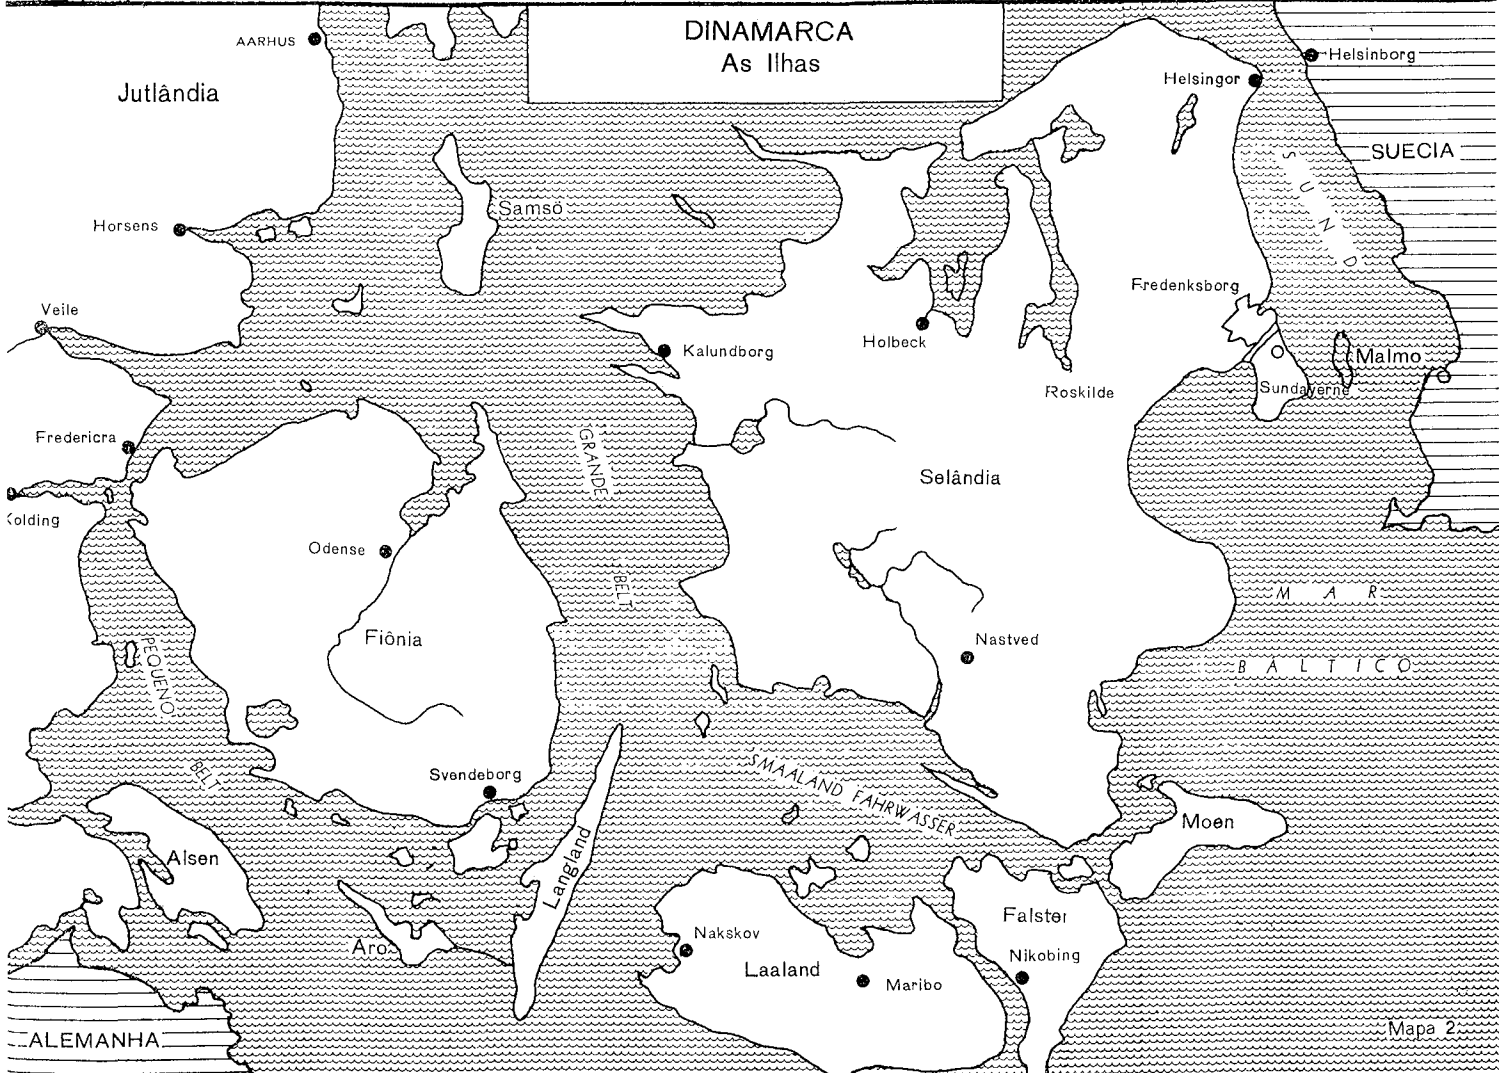 DINAMARCA
As Ilhas
AARHUS
Jutlândia
Helsingor
Helsinborg
SUECIA
SUND
Samsö
Horsens
Veile
Fredenksborg
Kalundborg
Holbeck
Malmo
Roskilde
Sundayerne
Fredericra
GRANDE
BELT
Selândia
Kolding
Odense
MAR
BALTICO
Fiônia
Nastved
PEQUENO
BELT
Svendeborg
SMAALAND FAHRWASSER
Moen
Alsen
Langland
Falster
Aro
Nakskov
Laaland
Nikobing
Maribo
ALEMANHA
Mapa 2